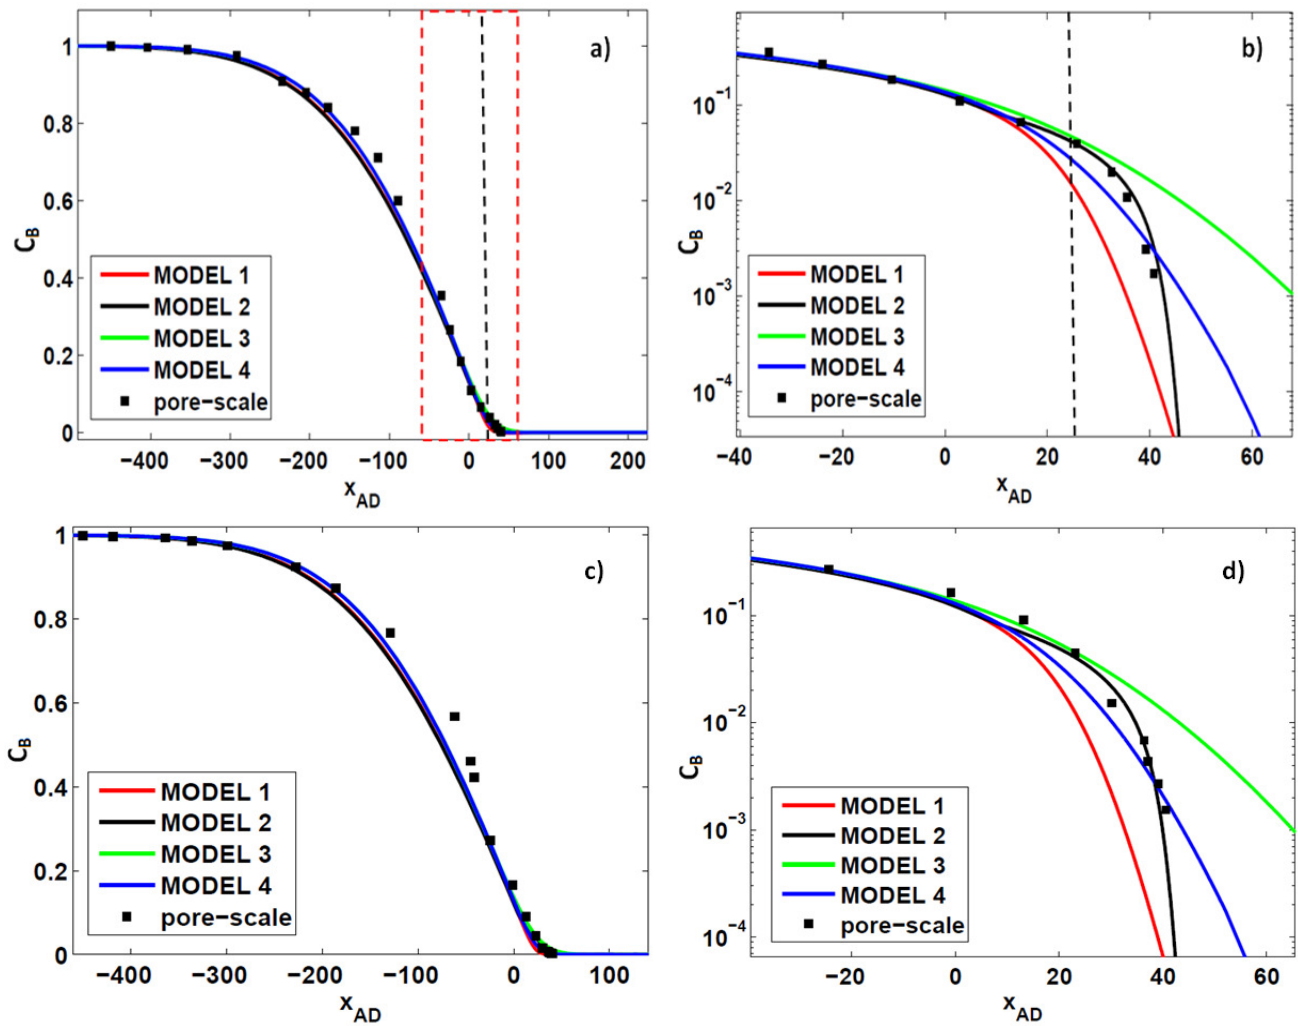 a)
1
0.8
0.6
0.4
0.2
0
C_B
MODEL 1
MODEL 2
MODEL 3
MODEL 4
pore−scale
−400 −300 −200 −100 0 100 200
x_AD
b)
10^−1
10^−2
10^−3
10^−4
C_B
MODEL 1
MODEL 2
MODEL 3
MODEL 4
pore−scale
−40 −20 0 20 40 60
x_AD
c)
1
0.8
0.6
0.4
0.2
0
C_B
MODEL 1
MODEL 2
MODEL 3
MODEL 4
pore−scale
−400 −300 −200 −100 0 100
x_AD
d)
10^−1
10^−2
10^−3
10^−4
C_B
MODEL 1
MODEL 2
MODEL 3
MODEL 4
pore−scale
−20 0 20 40 60
x_AD